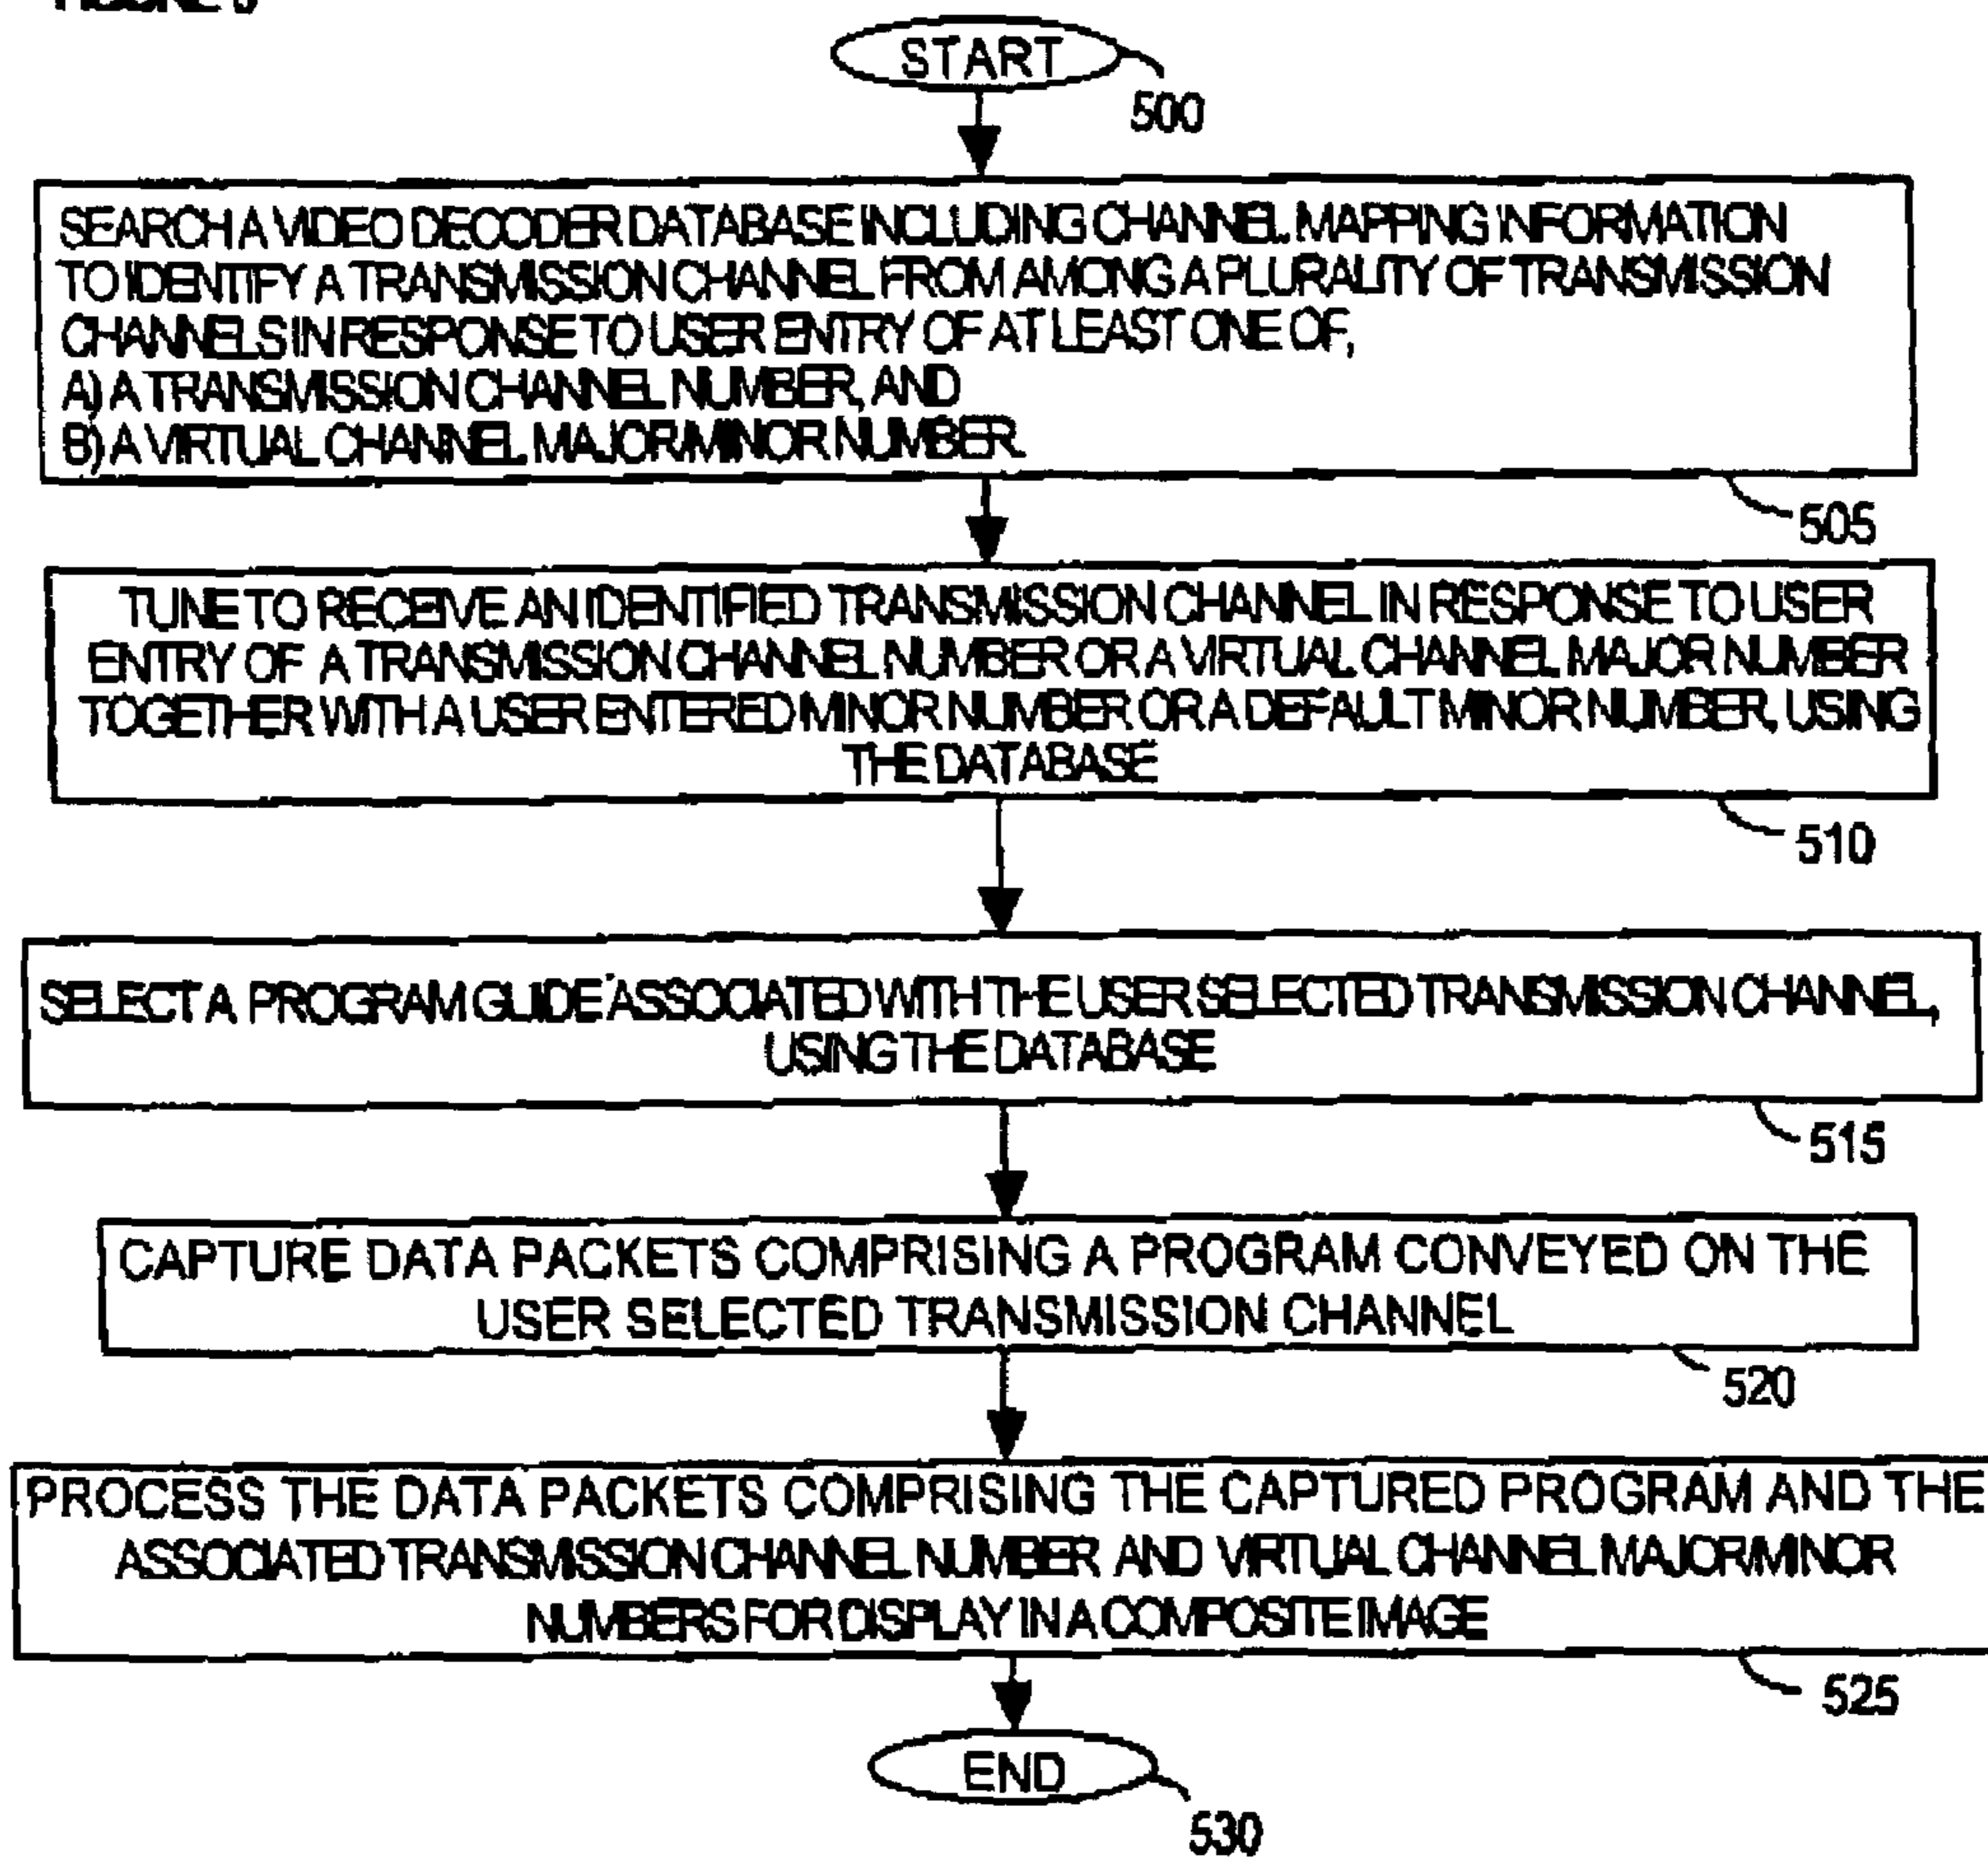 START
500
SEARCH A VIDEO DECODER DATABASE INCLUDING CHANNEL MAPPING INFORMATION
TO IDENTIFY A TRANSMISSION CHANNEL FROM AMONG A PLURALITY OF TRANSMISSION
CHANNELS IN RESPONSE TO USER ENTRY OF AT LEAST ONE OF,
A) A TRANSMISSION CHANNEL NUMBER, AND
B) A VIRTUAL CHANNEL MAJOR/MINOR NUMBER.
505
TUNE TO RECEIVE AN IDENTIFIED TRANSMISSION CHANNEL IN RESPONSE TO USER
ENTRY OF A TRANSMISSION CHANNEL NUMBER OR A VIRTUAL CHANNEL MAJOR NUMBER
TOGETHER WITH A USER ENTERED MINOR NUMBER OR A DEFAULT MINOR NUMBER, USING
THE DATABASE
510
SELECT A PROGRAM GUIDE ASSOCIATED WITH THE USER SELECTED TRANSMISSION CHANNEL,
USING THE DATABASE
515
CAPTURE DATA PACKETS COMPRISING A PROGRAM CONVEYED ON THE
USER SELECTED TRANSMISSION CHANNEL
520
PROCESS THE DATA PACKETS COMPRISING THE CAPTURED PROGRAM AND THE
ASSOCIATED TRANSMISSION CHANNEL NUMBER AND VIRTUAL CHANNEL MAJOR/MINOR
NUMBERS FOR DISPLAY IN A COMPOSITE IMAGE
525
END
530